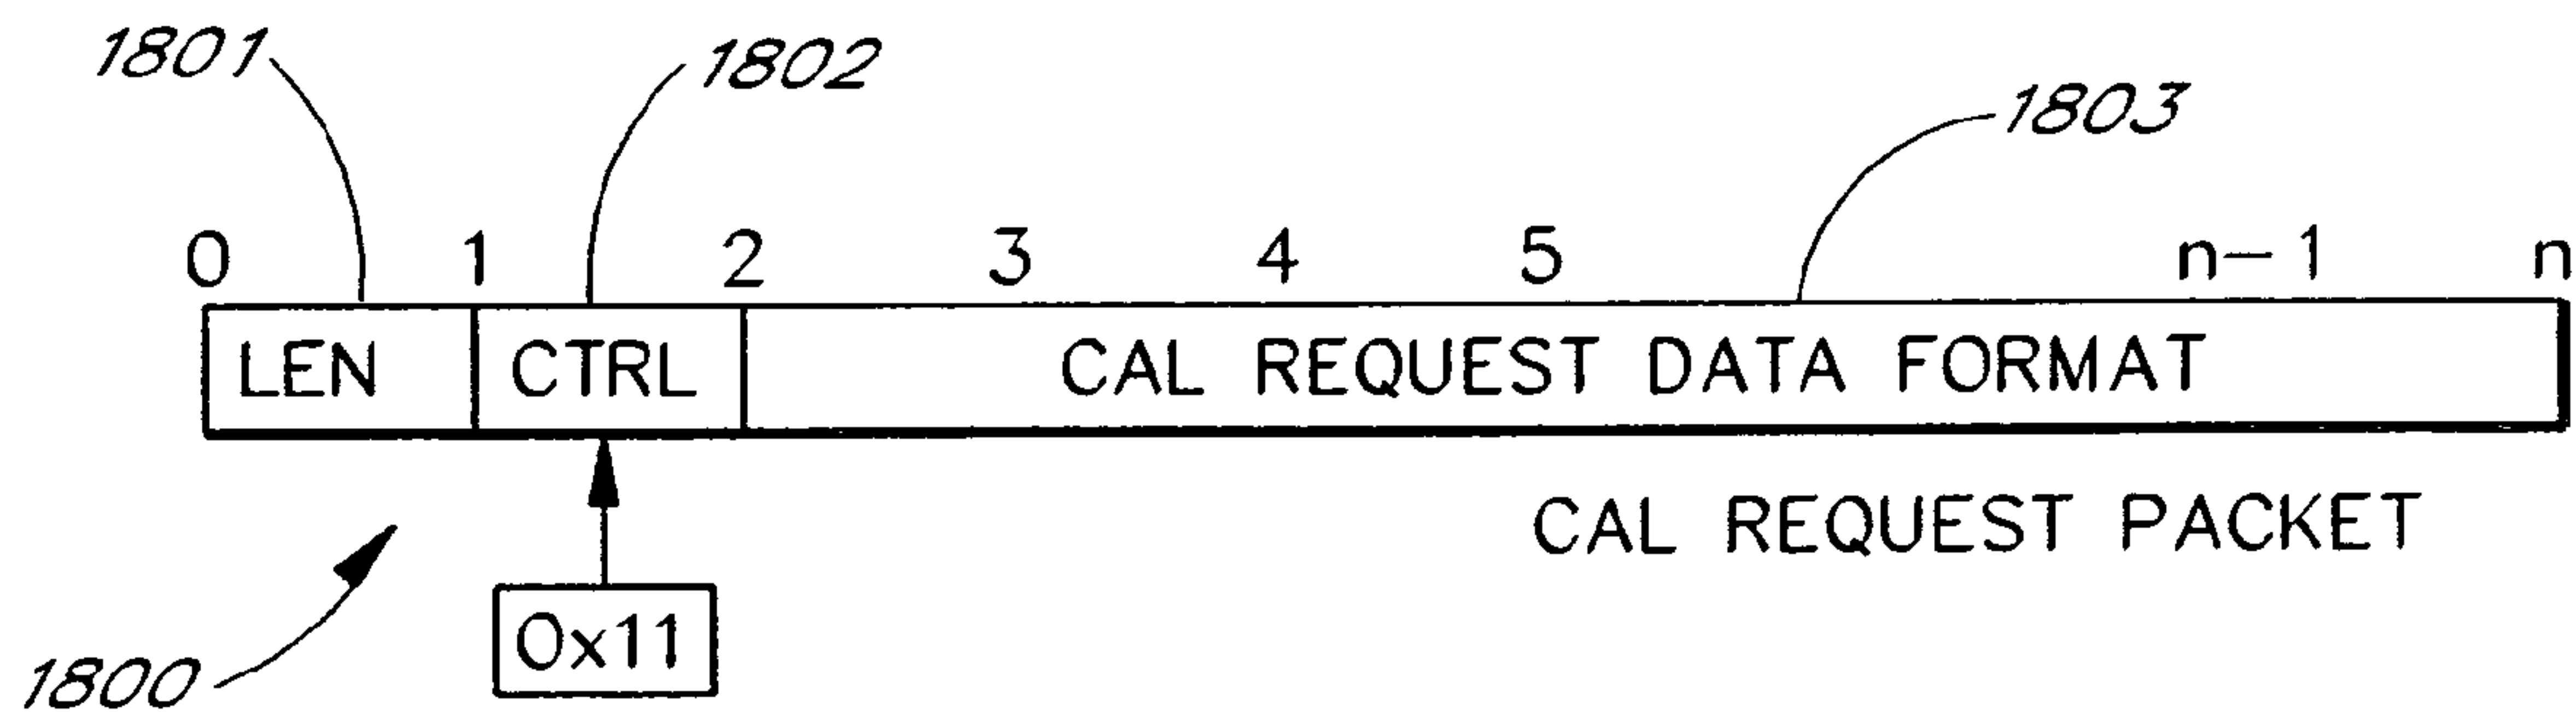 1801 1802 1803
0 1 2 3 4 5 n-1 n
LEN CTRL CAL REQUEST DATA FORMAT
CAL REQUEST PACKET
0x11
1800